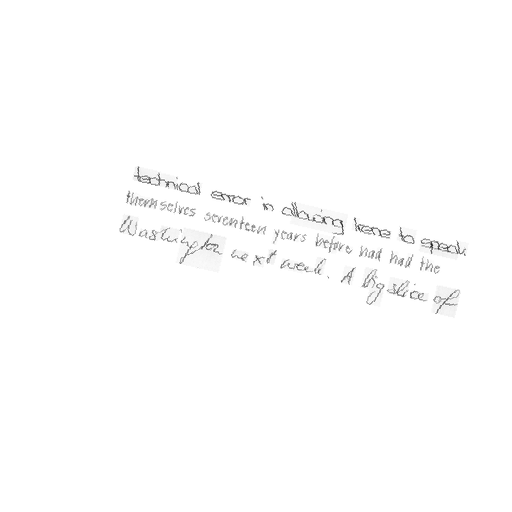 technical error in allowing Irene to speak
themselves seventeen years before had had the
Washington next week. A big slice of